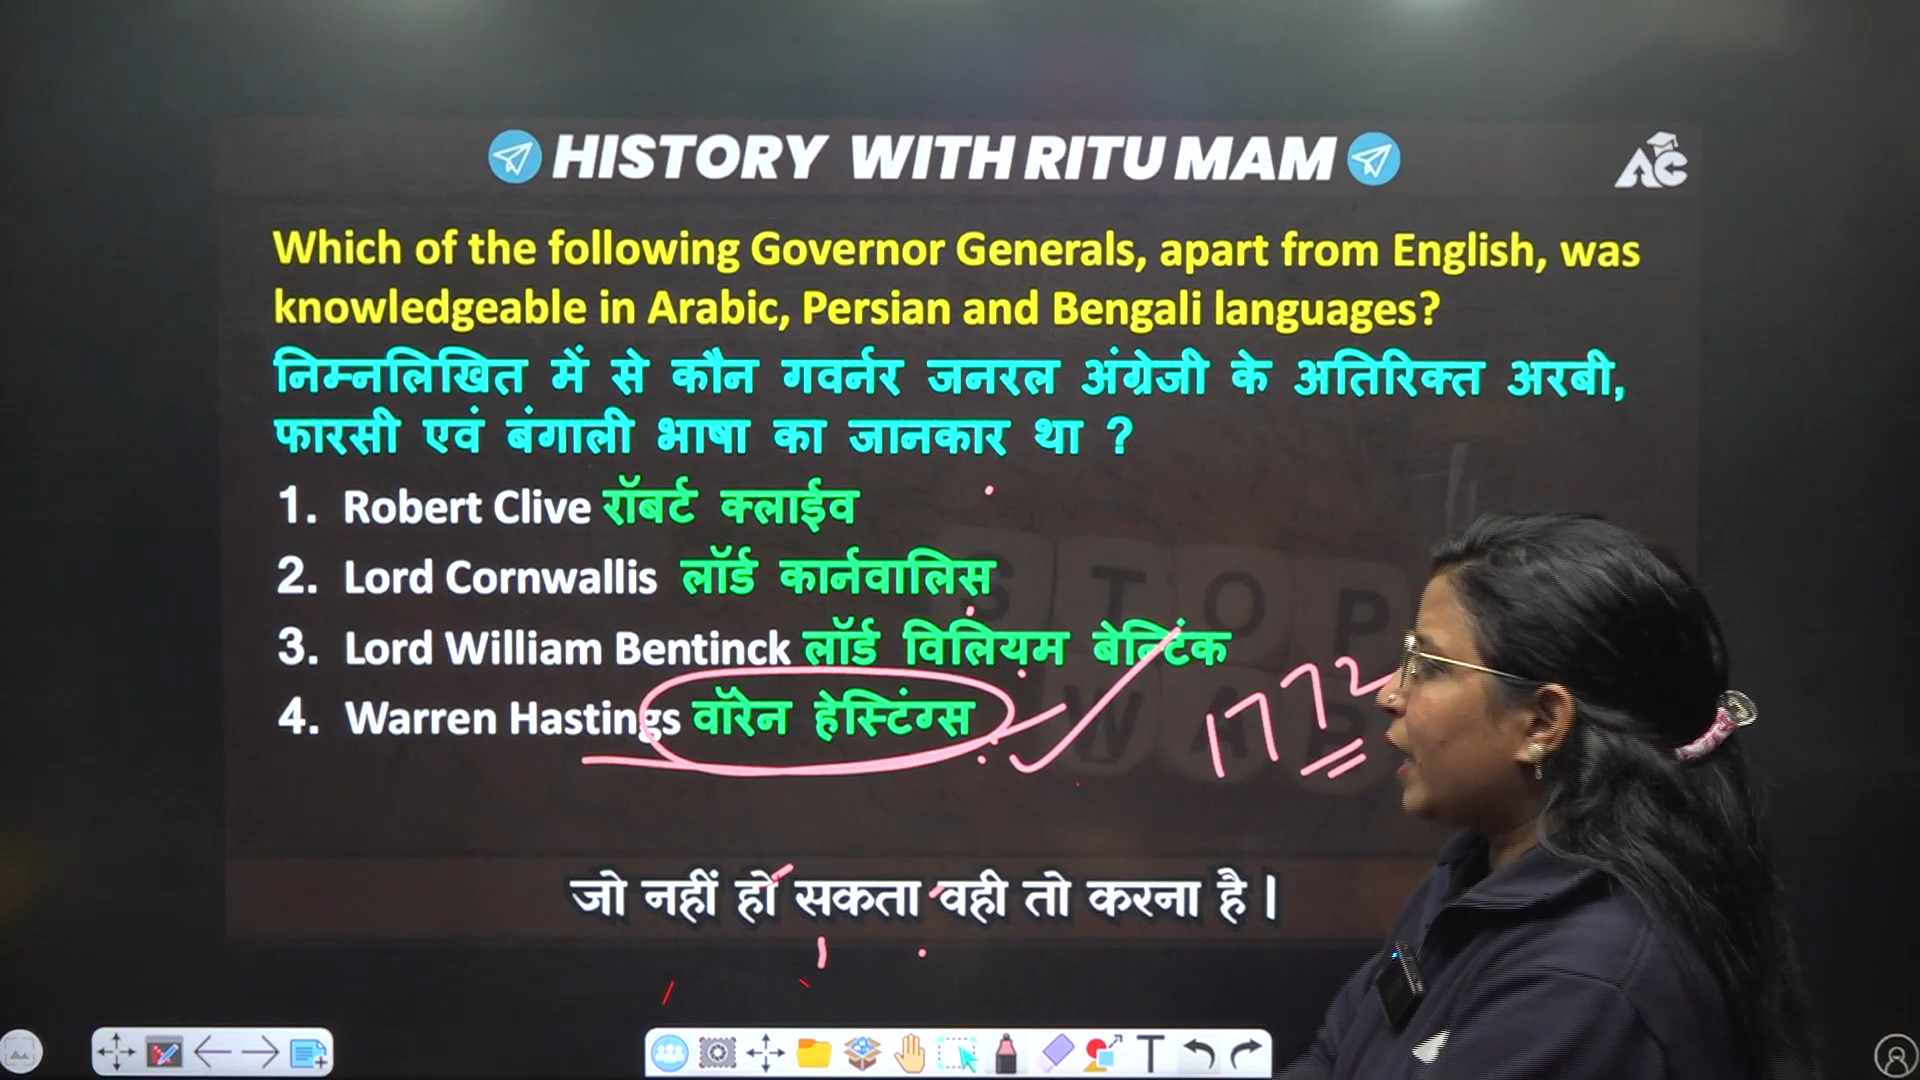 HISTORY WITH RITU MAM
AC
Which of the following Governor Generals, apart from English, was
knowledgeable in Arabic, Persian and Bengali languages?
निम्नलिखित में से कौन गवर्नर जनरल अंग्रेजी के अतिरिक्त अरबी,
फारसी एवं बंगाली भाषा का जानकार था ?
1. Robert Clive रॉबर्ट क्लाईव
2. Lord Cornwallis लॉर्ड कार्नवालिस
3. Lord William Bentinck लॉर्ड विलियम बेन्टिंक
4. Warren Hastings वॉरेन हेस्टिंग्स
1772
STOP
WAR
जो नहीं हो सकता वही तो करना है।
T